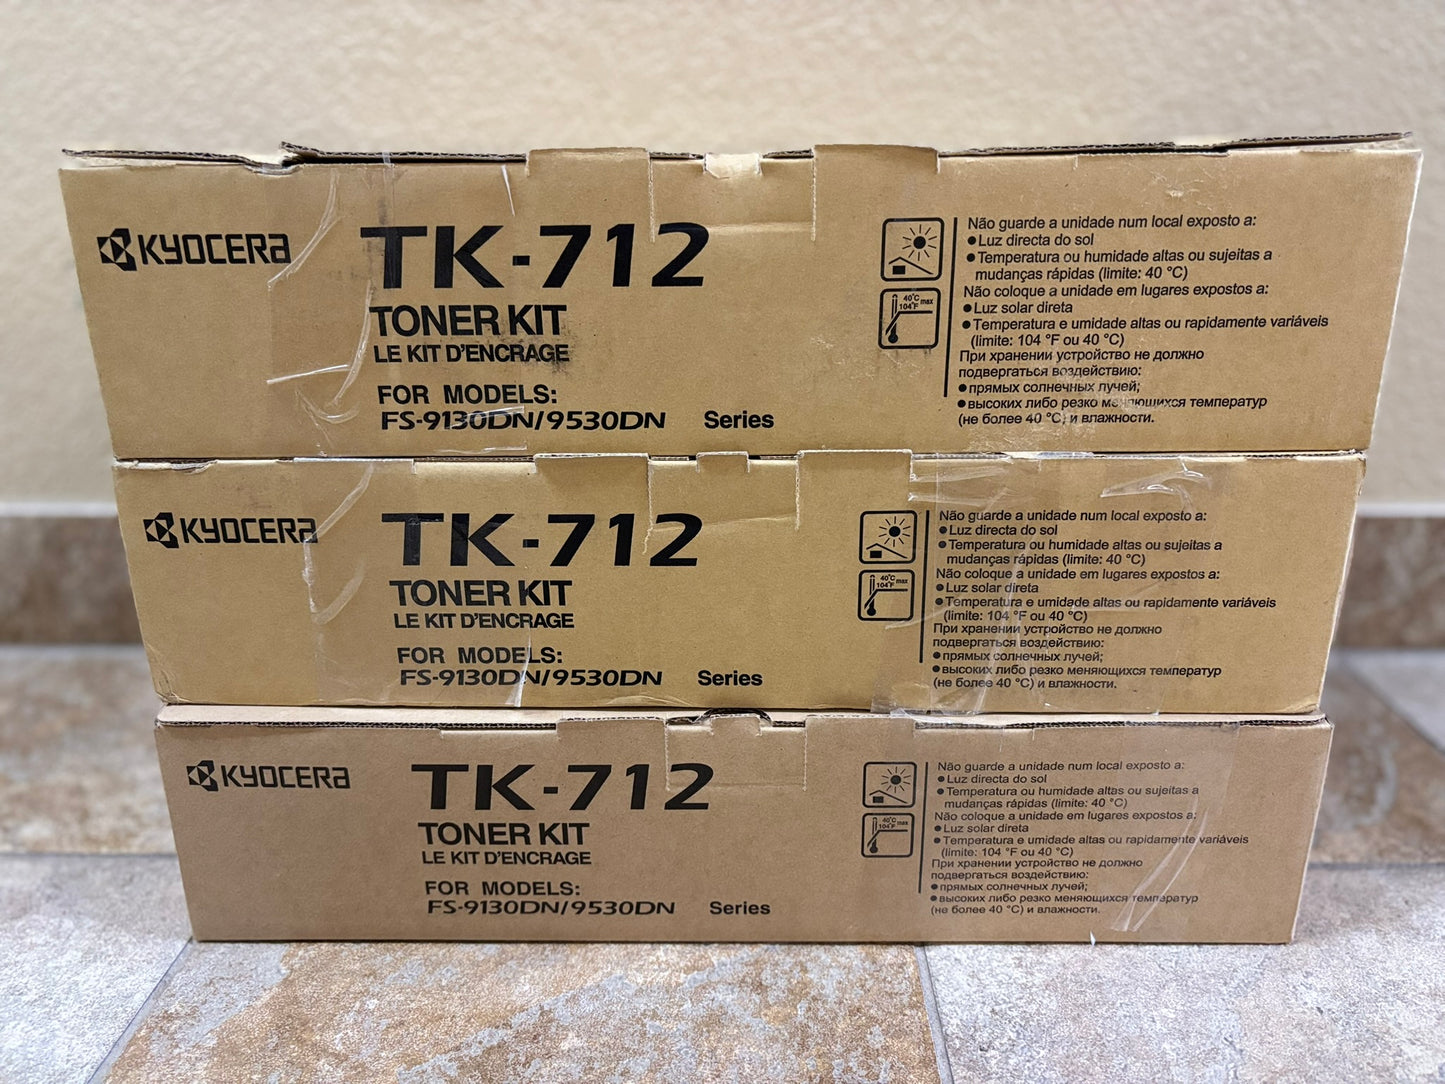 KYOCERA
TK-712
TONER KIT
LE KIT D'ENCRAGE
FOR MODELS:
FS-9130DN/9530DN Series
40°C
104°F max
Não guarde a unidade num local exposto a:
●Luz directa do sol
●Temperatura ou humidade altas ou sujeitas a
mudanças rápidas (limite: 40 °C)
Não coloque a unidade em lugares expostos a:
●Luz solar direta
●Temperatura e umidade altas ou rapidamente variáveis
(limite: 104 °F ou 40 °C)
При хранении устройство не должно
подвергаться воздействию:
●прямых солнечных лучей;
●высоких либо резко меняющихся температур
(не более 40 °C) и влажности.
KYOCERA
TK-712
TONER KIT
LE KIT D'ENCRAGE
FOR MODELS:
FS-9130DN/9530DN Series
40°C
104°F max
Não guarde a unidade num local exposto a:
●Luz directa do sol
●Temperatura ou humidade altas ou sujeitas a
mudanças rápidas (limite: 40 °C)
Não coloque a unidade em lugares expostos a:
●Luz solar direta
●Temperatura e umidade altas ou rapidamente variáveis
(limite: 104 °F ou 40 °C)
При хранении устройство не должно
подвергаться воздействию:
●прямых солнечных лучей;
●высоких либо резко меняющихся температур
(не более 40 °C) и влажности.
KYOCERA
TK-712
TONER KIT
LE KIT D'ENCRAGE
FOR MODELS:
FS-9130DN/9530DN Series
40°C
104°F max
Não guarde a unidade num local exposto a:
●Luz directa do sol
●Temperatura ou humidade altas ou sujeitas a
mudanças rápidas (limite: 40 °C)
Não coloque a unidade em lugares expostos a:
●Luz solar direta
●Temperatura e umidade altas ou rapidamente variáveis
(limite: 104 °F ou 40 °C)
При хранении устройство не должно
подвергаться воздействию:
●прямых солнечных лучей;
●высоких либо резко меняющихся температур
(не более 40 °C) и влажности.